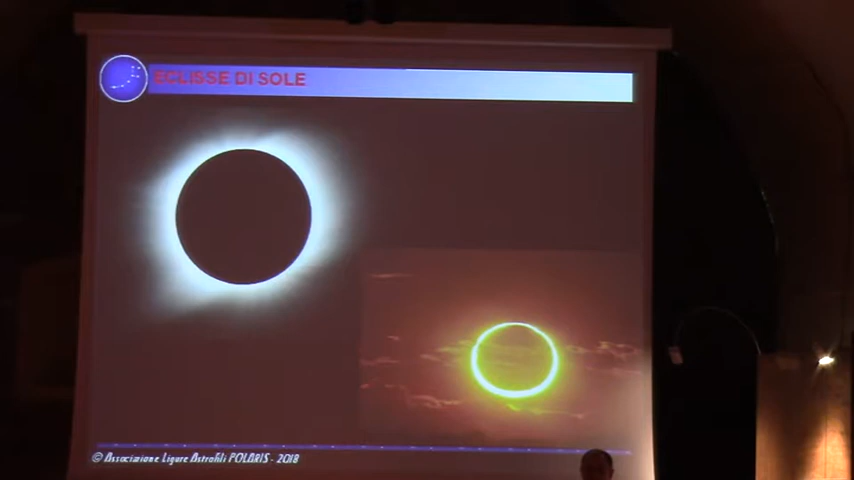 ECLISSE DI SOLE
© Associazione Ligure Astrofili POLARIS - 2018